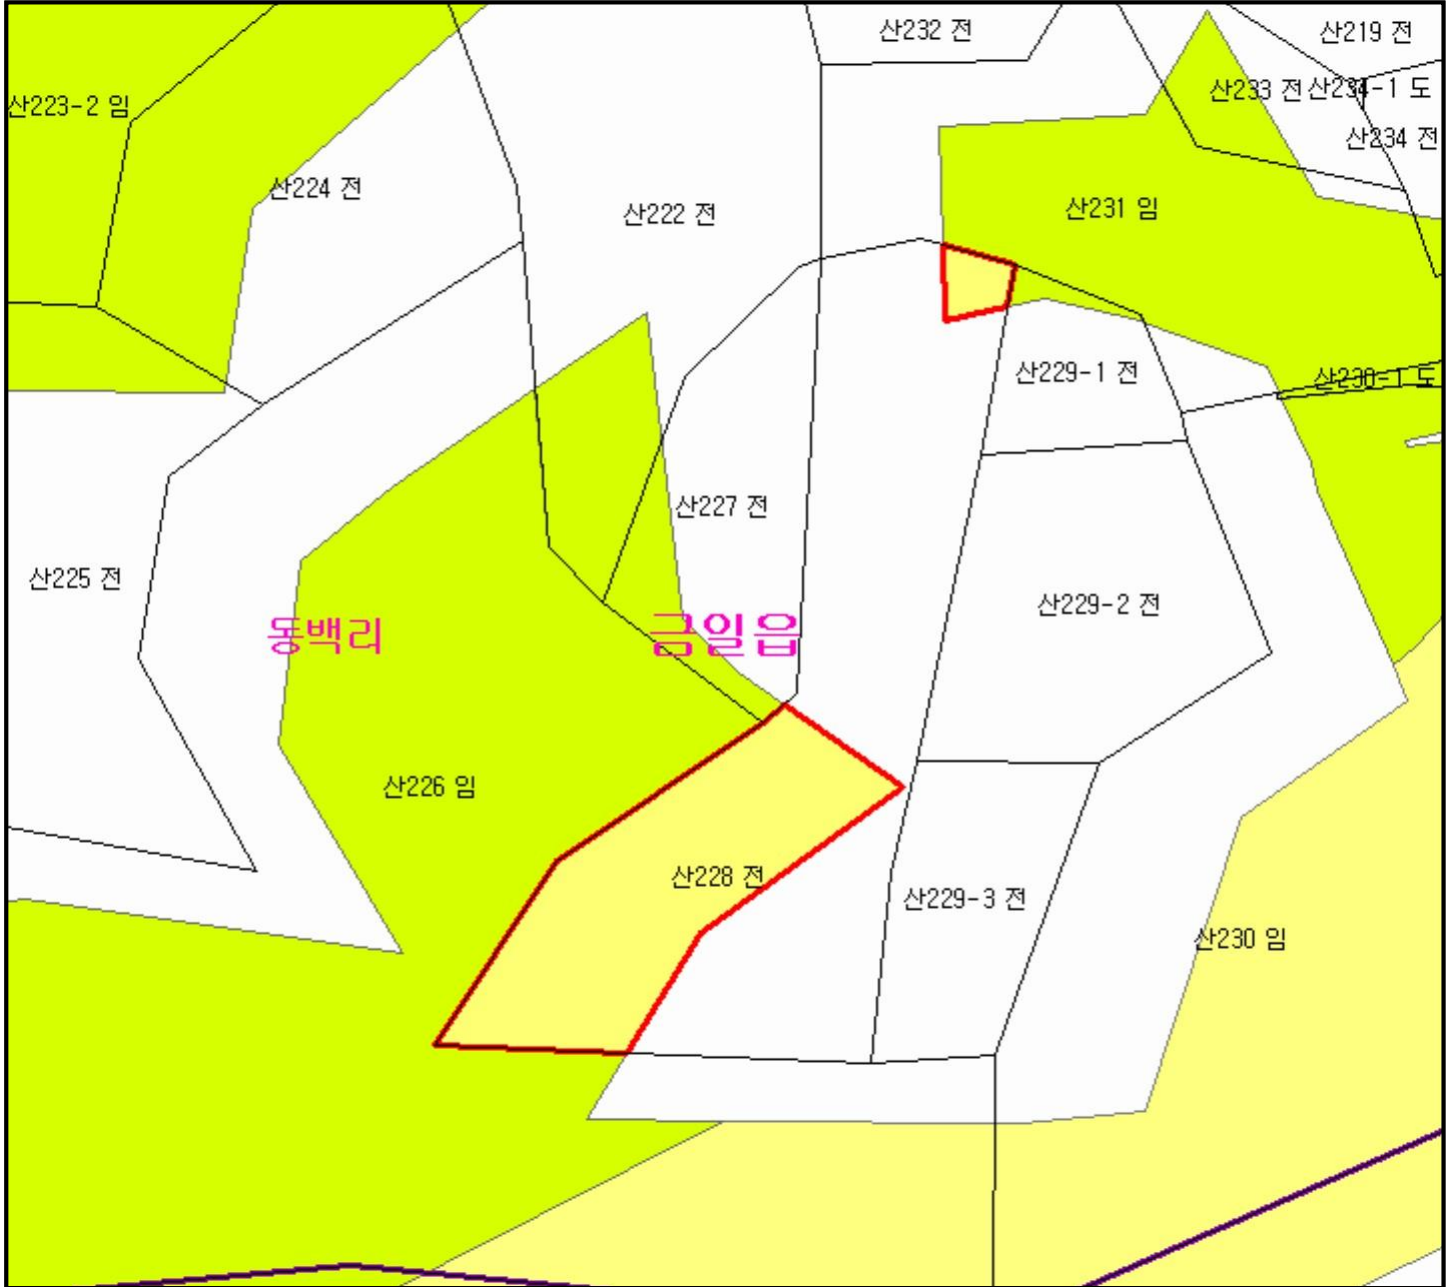 산232 전
산219 전
산233 전
산234-1 도
산223-2 임
산234 전
산224 전
산222 전
산231 임
산229-1 전
산230-1 도
산227 전
산225 전
산229-2 전
동백리
금일읍
산226 임
산228 전
산229-3 전
산230 임